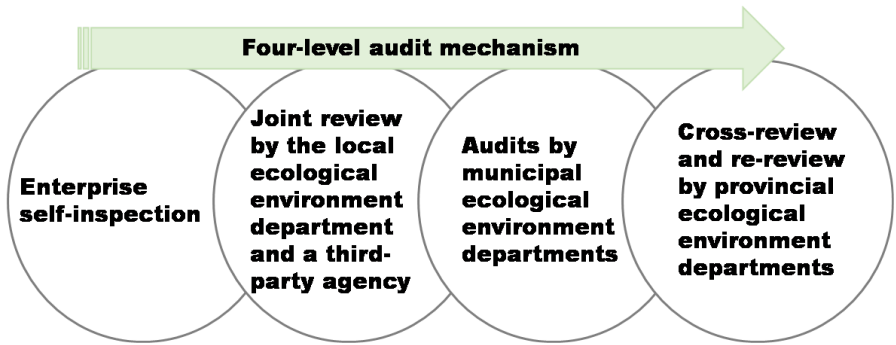 Four-level audit mechanism
Enterprise
self-inspection
Joint review
by the local
ecological
environment
department
and a third-
party agency
Audits by
municipal
ecological
environment
departments
Cross-review
and re-review
by provincial
ecological
environment
departments